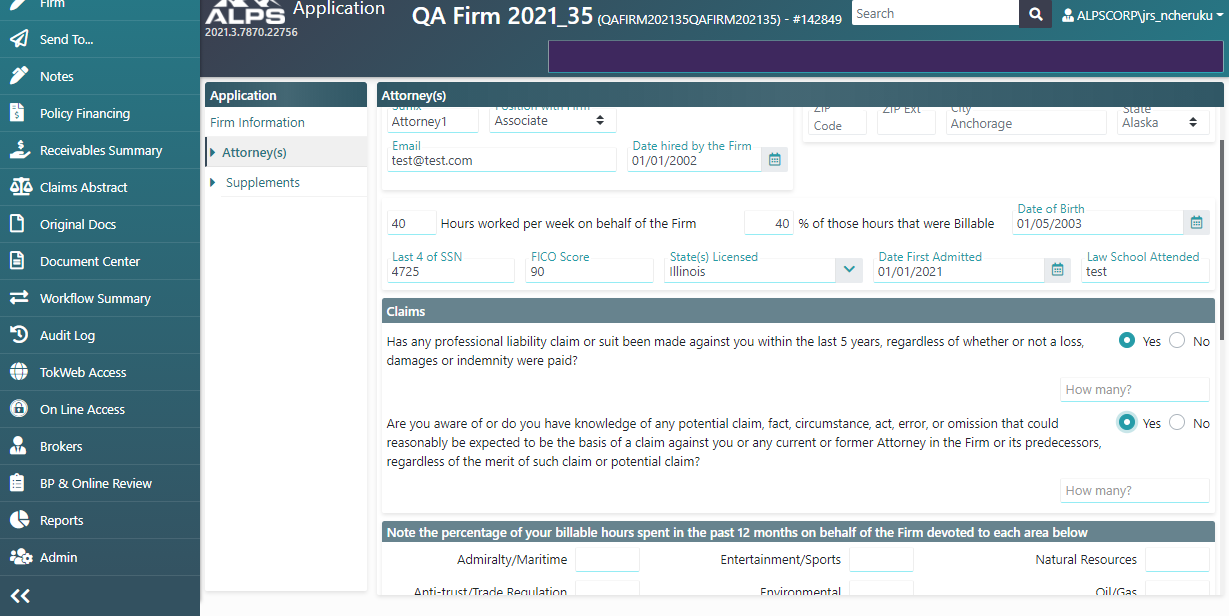 Firm
Send To...
Notes
Policy Financing
Receivables Summary
Claims Abstract
Original Docs
Document Center
Workflow Summary
Audit Log
TokWeb Access
On Line Access
Brokers
BP & Online Review
Reports
Admin
ALPS
2021.3.7870.22756
Application
QA Firm 2021_35 (QAFIRM202135QAFIRM202135) - #142849
Search
ALPSCORP\jrs_ncheruku
Application
Firm Information
Attorney(s)
Supplements
Attorney(s)
Suffix
Position with Firm
ZIP
ZIP Ext
City
State
Attorney1
Associate
Code
Anchorage
Alaska
Email
test@test.com
Date hired by the Firm
01/01/2002
40 Hours worked per week on behalf of the Firm
40 % of those hours that were Billable
Date of Birth
01/05/2003
Last 4 of SSN
4725
FICO Score
90
State(s) Licensed
Illinois
Date First Admitted
01/01/2021
Law School Attended
test
Claims
Has any professional liability claim or suit been made against you within the last 5 years, regardless of whether or not a loss,
damages or indemnity were paid?
Yes No
How many?
Are you aware of or do you have knowledge of any potential claim, fact, circumstance, act, error, or omission that could
reasonably be expected to be the basis of a claim against you or any current or former Attorney in the Firm or its predecessors,
regardless of the merit of such claim or potential claim?
Yes No
How many?
Note the percentage of your billable hours spent in the past 12 months on behalf of the Firm devoted to each area below
Admiralty/Maritime
Entertainment/Sports
Natural Resources
Anti-trust/Trade Regulation
Environmental
Oil/Gas